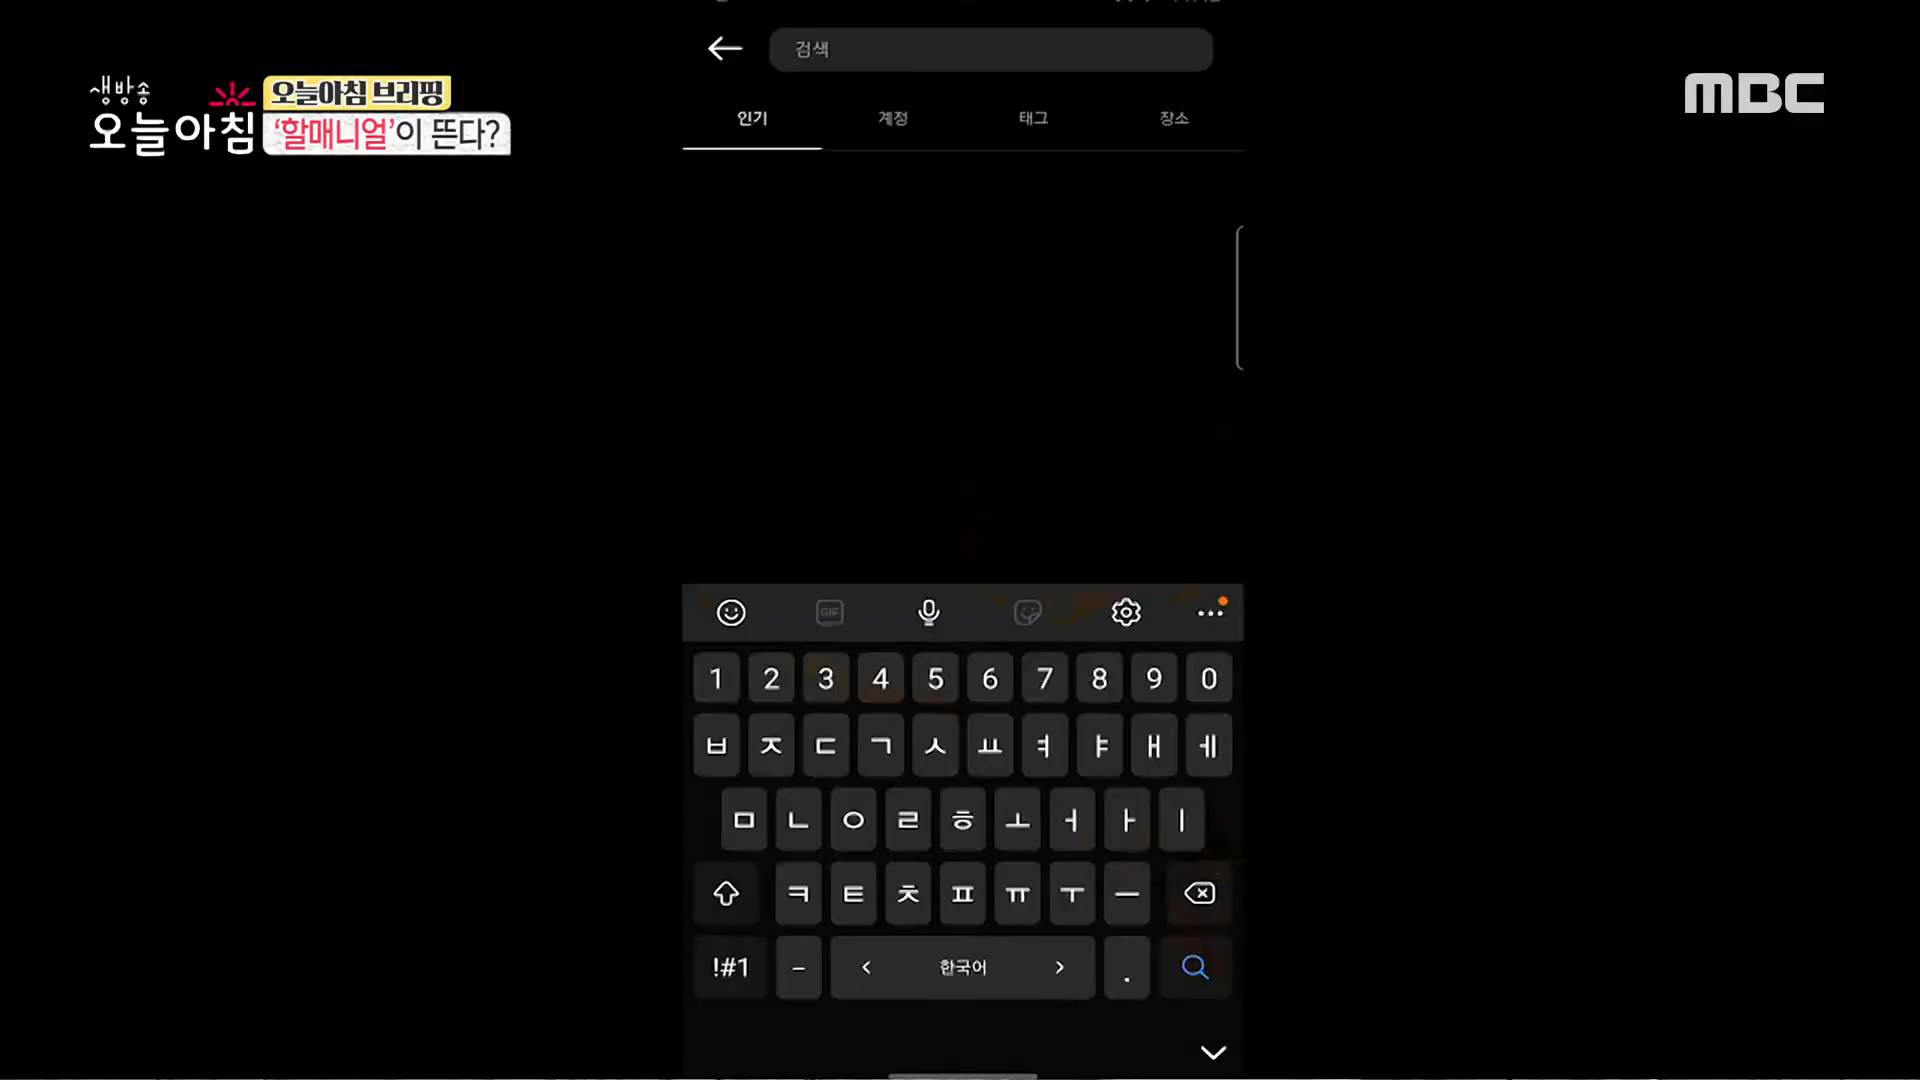 생방송
오늘아침
오늘아침 브리핑
'할매니얼'이 뜬다?
MBC
검색
인기 계정 태그 장소
GIF
1 2 3 4 5 6 7 8 9 0
ㅂ ㅈ ㄷ ㄱ ㅅ ㅛ ㅕ ㅑ ㅐ ㅔ
ㅁ ㄴ ㅇ ㄹ ㅎ ㅗ ㅓ ㅏ ㅣ
ㅋ ㅌ ㅊ ㅍ ㅠ ㅜ ㅡ
!#1 - < 한국어 > .